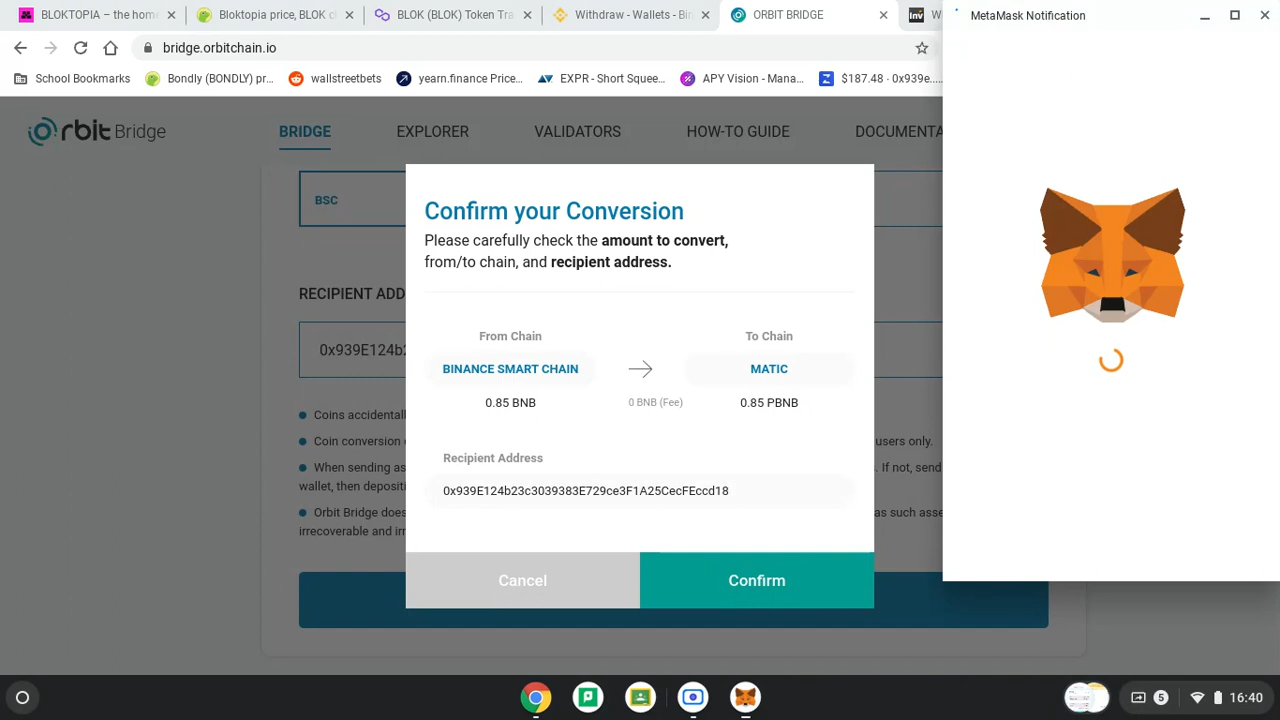 BLOKTOPIA – the hom
Bloktopia price, BLOK c
BLOK (BLOK) Token Tra
Withdraw - Wallets - Bin
ORBIT BRIDGE
MetaMask Notification
bridge.orbitchain.io
School Bookmarks
Bondly (BONDLY) pr...
wallstreetbets
yearn.finance Price...
EXPR - Short Squee...
APY Vision - Mana...
$187.48 · 0x939e....
Orbit Bridge
BRIDGE
EXPLORER
VALIDATORS
HOW-TO GUIDE
DOCUMENTA
BSC
RECIPIENT ADD
0x939E124b2
Confirm your Conversion
Please carefully check the amount to convert,
from/to chain, and recipient address.
From Chain
To Chain
BINANCE SMART CHAIN
MATIC
0.85 BNB
0 BNB (Fee)
0.85 PBNB
Recipient Address
0x939E124b23c3039383E729ce3F1A25CecFEccd18
Cancel
Confirm
Coins accidentall
Coin conversion
users only.
When sending as
If not, send
wallet, then depositi
Orbit Bridge does
as such asse
irrecoverable and irr
5
16:40